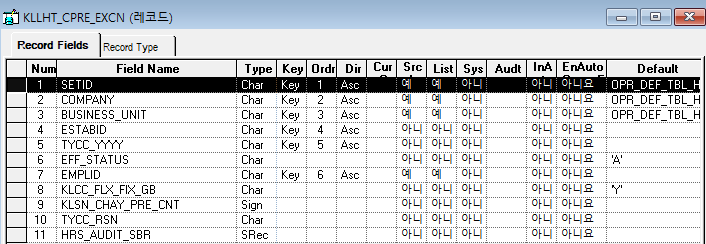 KLLHT_CPRE_EXCN (레코드)
Record Fields Record Type
Num Field Name Type Key Ordr Dir Cur Src List Sys Audt InA EnAuto Default
1 SETID Char Key 1 Asc 예 예 아니 아니 아니요 OPR_DEF_TBL_H
2 COMPANY Char Key 2 Asc 예 예 아니 아니 아니요 OPR_DEF_TBL_H
3 BUSINESS_UNIT Char Key 3 Asc 예 예 아니 아니 아니요 OPR_DEF_TBL_H
4 ESTABID Char Key 4 Asc 아니 아니 아니 아니 아니요
5 TYCC_YYYY Char Key 5 Asc 아니 아니 아니 아니 아니요
6 EFF_STATUS Char 아니 아니 아니 아니 아니요 'A'
7 EMPLID Char Key 6 Asc 예 예 아니 아니 아니요
8 KLCC_FLX_FIX_GB Char 아니 아니 아니 아니 아니요 'Y'
9 KLSN_CHAY_PRE_CNT Sign 아니 아니 아니 아니 아니요
10 TYCC_RSN Char 아니 아니 아니 아니 아니요
11 HRS_AUDIT_SBR SRec 아니 아니 아니 아니 아니요